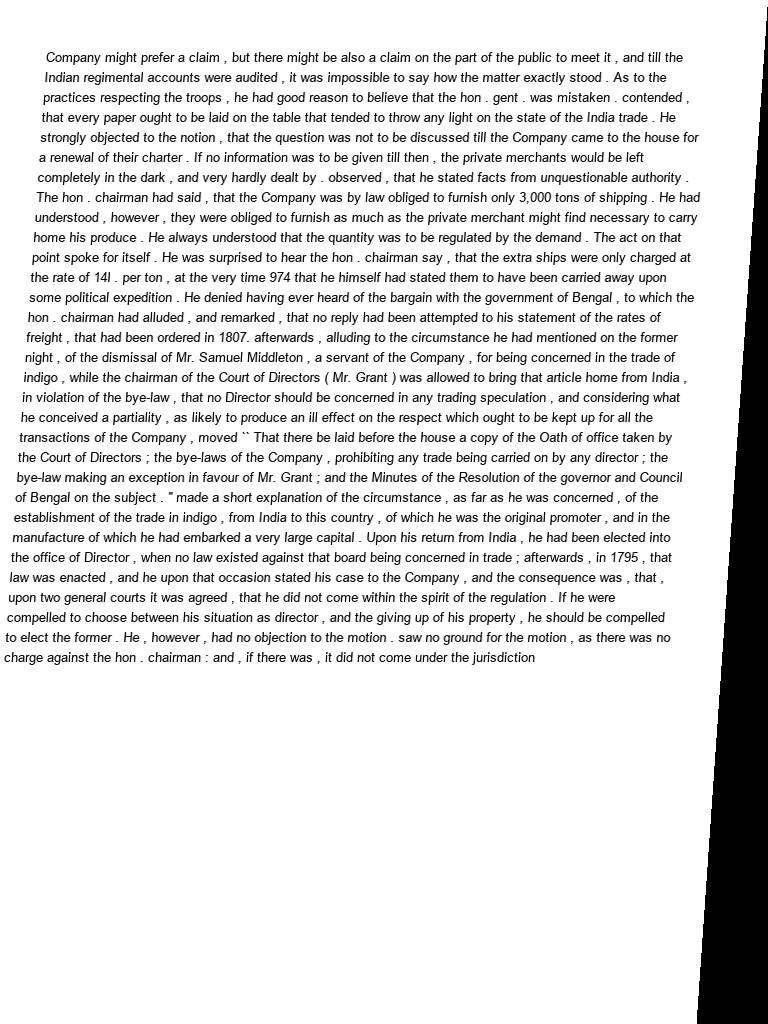 Company might prefer a claim , but there might be also a claim on the part of the public to meet it , and till the
Indian regimental accounts were audited , it was impossible to say how the matter exactly stood . As to the
practices respecting the troops , he had good reason to believe that the hon . gent . was mistaken . contended ,
that every paper ought to be laid on the table that tended to throw any light on the state of the India trade . He
strongly objected to the notion , that the question was not to be discussed till the Company came to the house for
a renewal of their charter . If no information was to be given till then , the private merchants would be left
completely in the dark , and very hardly dealt by . observed , that he stated facts from unquestionable authority .
The hon . chairman had said , that the Company was by law obliged to furnish only 3,000 tons of shipping . He had
understood , however , they were obliged to furnish as much as the private merchant might find necessary to carry
home his produce . He always understood that the quantity was to be regulated by the demand . The act on that
point spoke for itself . He was surprised to hear the hon . chairman say , that the extra ships were only charged at
the rate of 14l . per ton , at the very time 974 that he himself had stated them to have been carried away upon
some political expedition . He denied having ever heard of the bargain with the government of Bengal , to which the
hon . chairman had alluded , and remarked , that no reply had been attempted to his statement of the rates of
freight , that had been ordered in 1807. afterwards , alluding to the circumstance he had mentioned on the former
night , of the dismissal of Mr. Samuel Middleton , a servant of the Company , for being concerned in the trade of
indigo , while the chairman of the Court of Directors ( Mr. Grant ) was allowed to bring that article home from India ,
in violation of the bye-law , that no Director should be concerned in any trading speculation , and considering what
he conceived a partiality , as likely to produce an ill effect on the respect which ought to be kept up for all the
transactions of the Company , moved `` That there be laid before the house a copy of the Oath of office taken by
the Court of Directors ; the bye-laws of the Company , prohibiting any trade being carried on by any director ; the
bye-law making an exception in favour of Mr. Grant ; and the Minutes of the Resolution of the governor and Council
of Bengal on the subject . " made a short explanation of the circumstance , as far as he was concerned , of the
establishment of the trade in indigo , from India to this country , of which he was the original promoter , and in the
manufacture of which he had embarked a very large capital . Upon his return from India , he had been elected into
the office of Director , when no law existed against that board being concerned in trade ; afterwards , in 1795 , that
law was enacted , and he upon that occasion stated his case to the Company , and the consequence was , that ,
upon two general courts it was agreed , that he did not come within the spirit of the regulation . If he were
compelled to choose between his situation as director , and the giving up of his property , he should be compelled
to elect the former . He , however , had no objection to the motion . saw no ground for the motion , as there was no
charge against the hon . chairman : and , if there was , it did not come under the jurisdiction